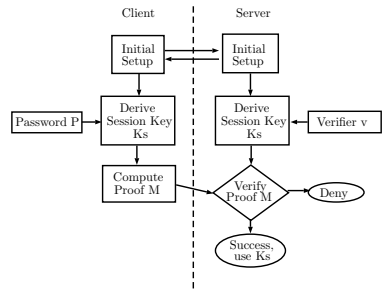 Client
Server
Initial
Setup
Initial
Setup
Password P
Derive
Session Key
Ks
Derive
Session Key
Ks
Verifier v
Compute
Proof M
Verify
Proof M
Deny
Success,
use Ks